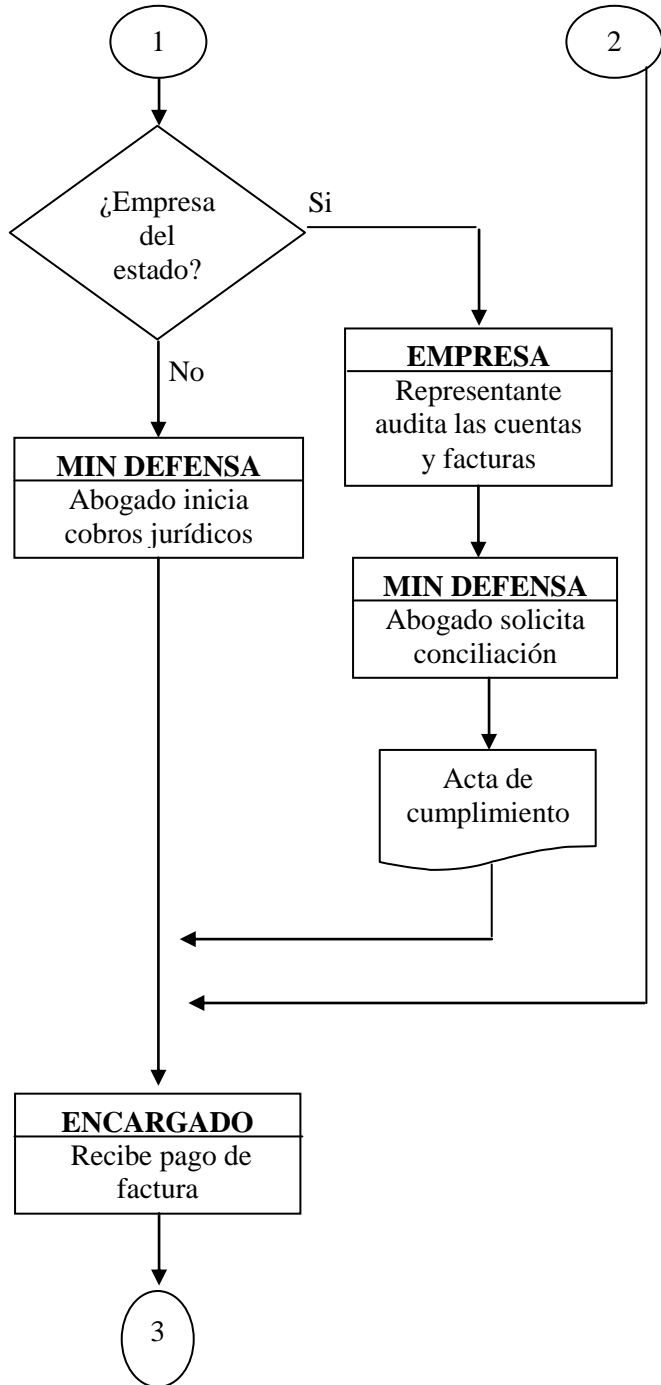 1
2
¿Empresa
del
estado?
Si
No
EMPRESA
Representante
audita las cuentas
y facturas
MIN DEFENSA
Abogado inicia
cobros jurídicos
MIN DEFENSA
Abogado solicita
conciliación
Acta de
cumplimiento
ENCARGADO
Recibe pago de
factura
3